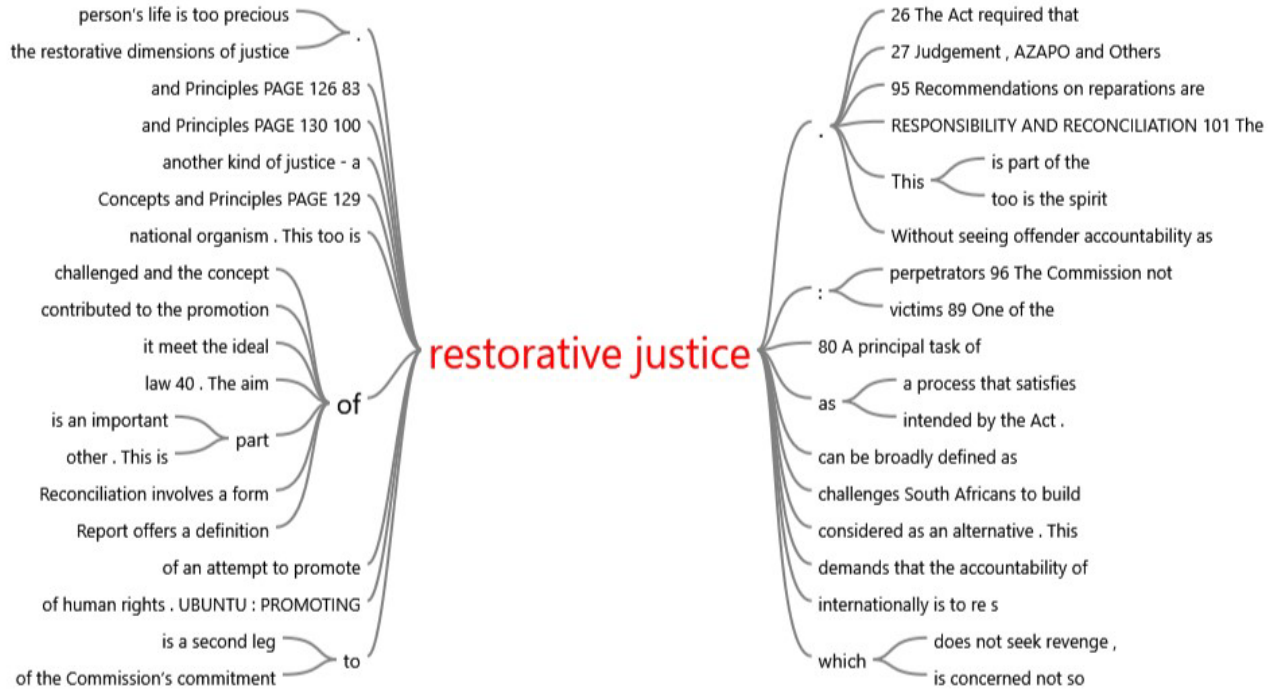 person's life is too precious
the restorative dimensions of justice
.
and Principles PAGE 126 83
and Principles PAGE 130 100
another kind of justice - a
Concepts and Principles PAGE 129
national organism . This too is
challenged and the concept
contributed to the promotion
it meet the ideal
law 40 . The aim
is an important
other . This is
part
Reconciliation involves a form
Report offers a definition
of
of an attempt to promote
of human rights . UBUNTU : PROMOTING
is a second leg
of the Commission's commitment
to
restorative justice
.
26 The Act required that
27 Judgement , AZAPO and Others
95 Recommendations on reparations are
RESPONSIBILITY AND RECONCILIATION 101 The
This
is part of the
too is the spirit
Without seeing offender accountability as
:
perpetrators 96 The Commission not
victims 89 One of the
80 A principal task of
as
a process that satisfies
intended by the Act .
can be broadly defined as
challenges South Africans to build
considered as an alternative . This
demands that the accountability of
internationally is to re s
which
does not seek revenge ,
is concerned not so